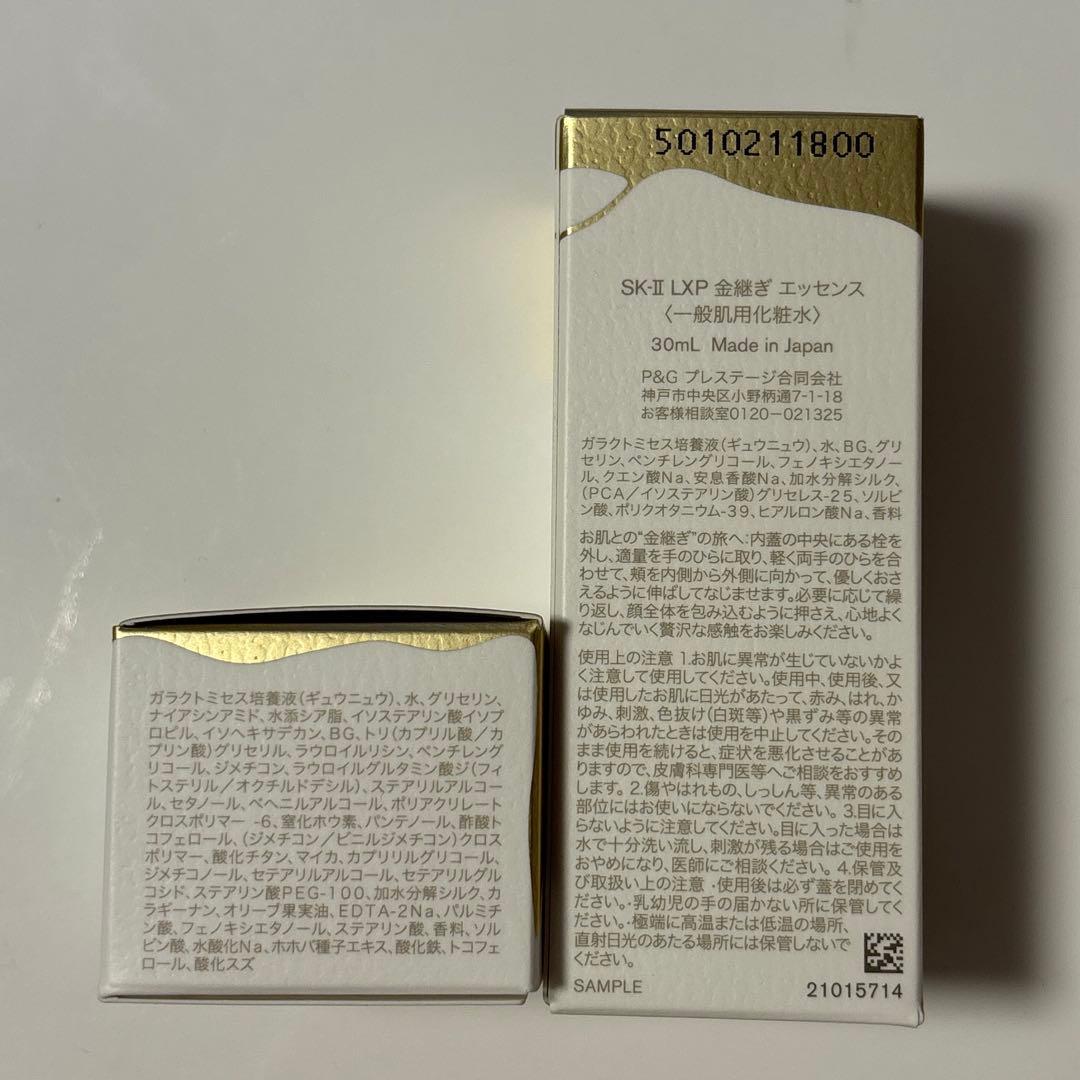 5010211800
SK-II LXP 金継ぎ エッセンス
〈一般肌用化粧水〉
30mL Made in Japan
P&G プレステージ合同会社
神戸市中央区小野柄通7-1-18
お客様相談室0120-021325
ガラクトミセス培養液(ギュウニュウ)、水、BG、グリ
セリン、ペンチレングリコール、フェノキシエタノー
ル、クエン酸Na、安息香酸Na、加水分解シルク、
(PCA/イソステアリン酸)グリセレス-25、ソルビ
ン酸、ポリクオタニウム-39、ヒアルロン酸Na、香料
お肌との"金継ぎ"の旅へ:内蓋の中央にある栓を
外し、適量を手のひらに取り、軽く両手のひらを合
わせて、頬を内側から外側に向かって、優しくおさ
えるように伸ばしてなじませます。必要に応じて繰
り返し、顔全体を包み込むように押さえ、心地よく
なじんでいく贅沢な感触をお楽しみください。
使用上の注意 1.お肌に異常が生じていないかよ
く注意して使用してください。使用中、使用後、又
は使用したお肌に日光があたって、赤み、はれ、か
ゆみ、刺激、色抜け(白斑等)や黒ずみ等の異常
があらわれたときは使用を中止してください。その
まま使用を続けると、症状を悪化させることがあ
りますので、皮膚科専門医等へご相談をおすすめ
します。2.傷やはれもの、しっしん等、異常のある
部位にはお使いにならないでください。3.目に入
らないように注意してください。目に入った場合は
水で十分洗い流し、刺激が残る場合はご使用を
おやめになり、医師にご相談ください。4.保管及
び取扱い上の注意・使用後は必ず蓋を閉めてく
ださい。・乳幼児の手の届かない所に保管してく
ださい。・極端に高温または低温の場所、
直射日光のあたる場所には保管しないで
ください。
SAMPLE
21015714
ガラクトミセス培養液(ギュウニュウ)、水、グリセリン、
ナイアシンアミド、水添シア脂、イソステアリン酸イソプ
ロピル、イソヘキサデカン、BG、トリ(カプリル酸/カ
プリン酸)グリセリル、ラウロイルリシン、ペンチレング
リコール、ジメチコン、ラウロイルグルタミン酸ジ(フィ
トステリル/オクチルドデシル)、ステアリルアルコー
ル、セタノール、ベヘニルアルコール、ポリアクリレート
クロスポリマー -6、窒化ホウ素、パンテノール、酢酸ト
コフェロール、(ジメチコン/ビニルジメチコン)クロス
ポリマー、酸化チタン、マイカ、カプリリルグリコール、
ジメチコノール、セテアリルアルコール、セテアリルグル
コシド、ステアリン酸PEG-100、加水分解シルク、カ
ラギーナン、オリーブ果実油、EDTA-2Na、パルミチ
ン酸、フェノキシエタノール、ステアリン酸、香料、ソル
ビン酸、水酸化Na、ホホバ種子エキス、酸化鉄、トコフェ
ロール、酸化スズ